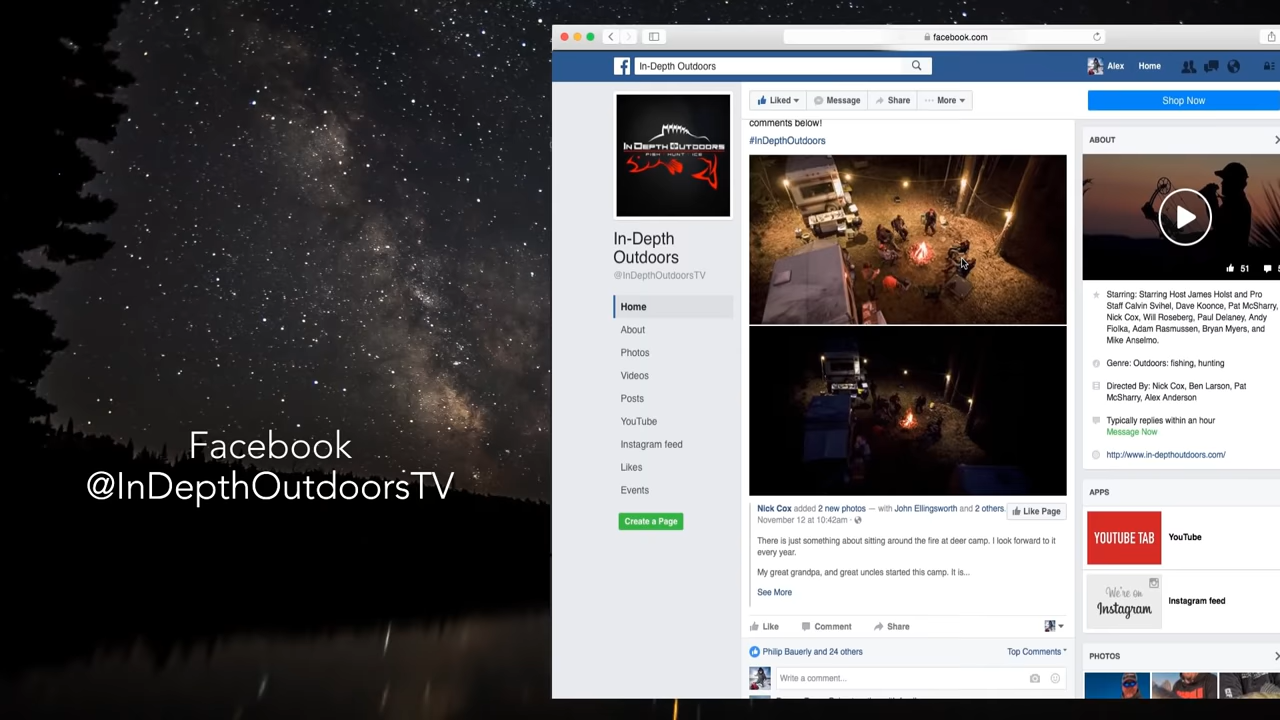 facebook.com
In-Depth Outdoors
Alex
Home
Liked
Message
Share
More
Shop Now
IN DEPTH OUTDOORS
FISH HUNT ICE
In-Depth
Outdoors
@InDepthOutdoorsTV
Home
About
Photos
Videos
Posts
YouTube
Instagram feed
Likes
Events
Create a Page
comments below!
#InDepthOutdoors
Nick Cox added 2 new photos — with John Ellingsworth and 2 others.
November 12 at 10:42am ·
Like Page
There is just something about sitting around the fire at deer camp. I look forward to it
every year.
My great grandpa, and great uncles started this camp. It is...
See More
Like
Comment
Share
Philip Bauerly and 24 others
Top Comments
Write a comment...
ABOUT
51
Starring: Starring Host James Holst and Pro
Staff Calvin Svihel, Dave Koonce, Pat McSharry,
Nick Cox, Will Roseberg, Paul Delaney, Andy
Fiolka, Adam Rasmussen, Bryan Myers, and
Mike Anselmo.
Genre: Outdoors: fishing, hunting
Directed By: Nick Cox, Ben Larson, Pat
McSharry, Alex Anderson
Typically replies within an hour
Message Now
http://www.in-depthoutdoors.com/
APPS
YOUTUBE TAB
YouTube
We're on
Instagram
Instagram feed
PHOTOS
Facebook
@InDepthOutdoorsTV